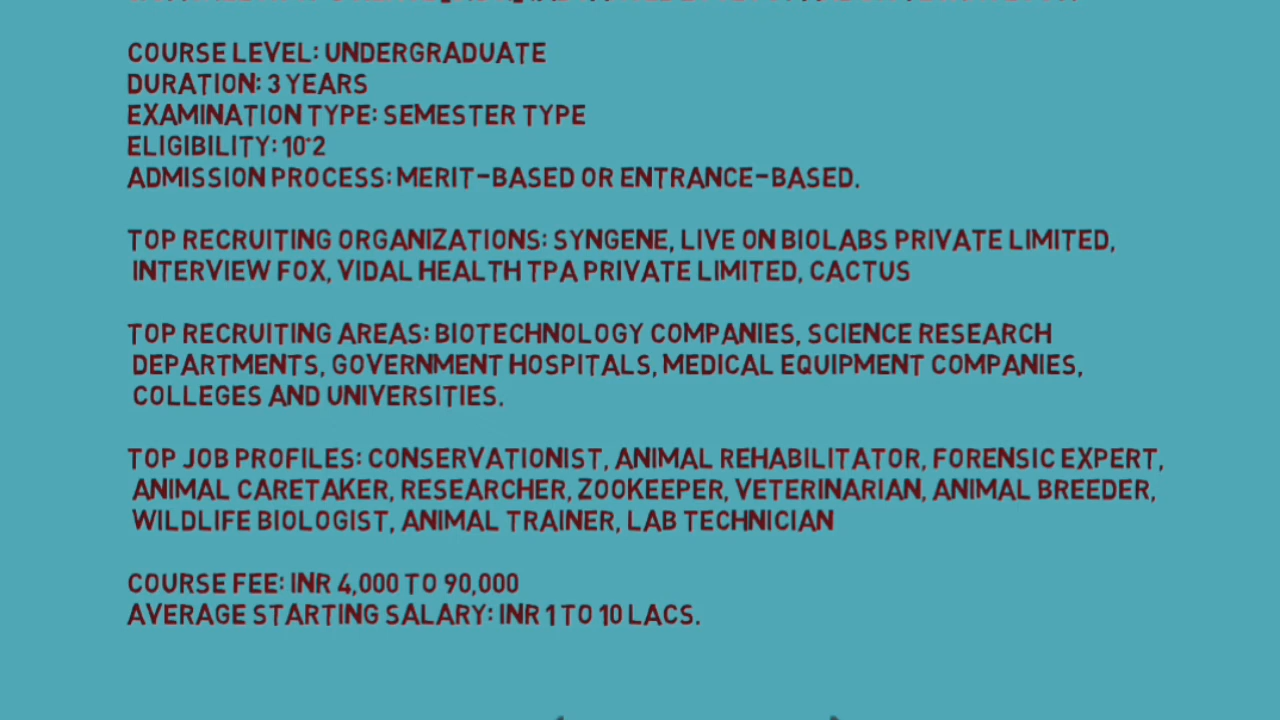 COURSE LEVEL: UNDERGRADUATE
DURATION: 3 YEARS
EXAMINATION TYPE: SEMESTER TYPE
ELIGIBILITY: 10+2
ADMISSION PROCESS: MERIT-BASED OR ENTRANCE-BASED.
TOP RECRUITING ORGANIZATIONS: SYNGENE, LIVE ON BIOLABS PRIVATE LIMITED,
INTERVIEW FOX, VIDAL HEALTH TPA PRIVATE LIMITED, CACTUS
TOP RECRUITING AREAS: BIOTECHNOLOGY COMPANIES, SCIENCE RESEARCH
DEPARTMENTS, GOVERNMENT HOSPITALS, MEDICAL EQUIPMENT COMPANIES,
COLLEGES AND UNIVERSITIES.
TOP JOB PROFILES: CONSERVATIONIST, ANIMAL REHABILITATOR, FORENSIC EXPERT,
ANIMAL CARETAKER, RESEARCHER, ZOOKEEPER, VETERINARIAN, ANIMAL BREEDER,
WILDLIFE BIOLOGIST, ANIMAL TRAINER, LAB TECHNICIAN
COURSE FEE: INR 4,000 TO 90,000
AVERAGE STARTING SALARY: INR 1 TO 10 LACS.